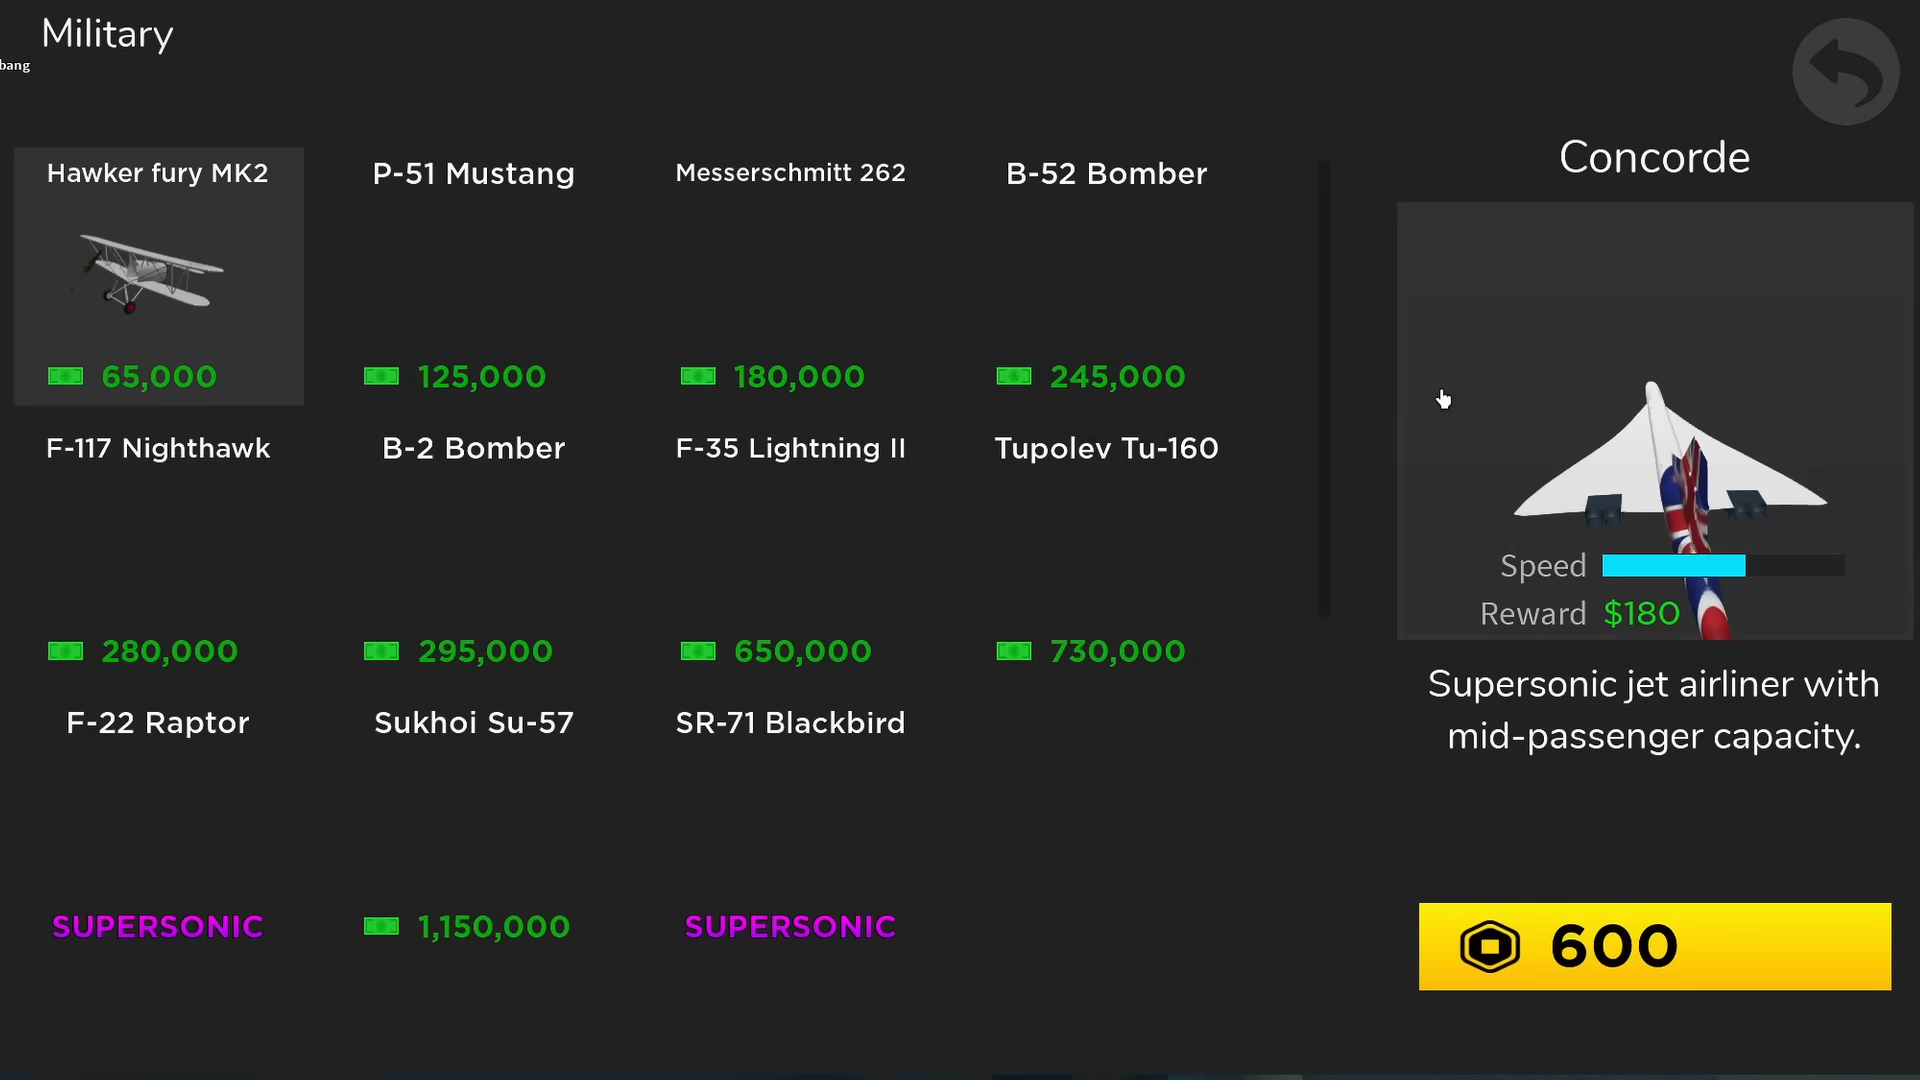 Military
bang
Hawker fury MK2
P-51 Mustang
Messerschmitt 262
B-52 Bomber
65,000
125,000
180,000
245,000
F-117 Nighthawk
B-2 Bomber
F-35 Lightning II
Tupolev Tu-160
280,000
295,000
650,000
730,000
F-22 Raptor
Sukhoi Su-57
SR-71 Blackbird
SUPERSONIC
1,150,000
SUPERSONIC
Concorde
Speed
Reward $180
Supersonic jet airliner with
mid-passenger capacity.
600